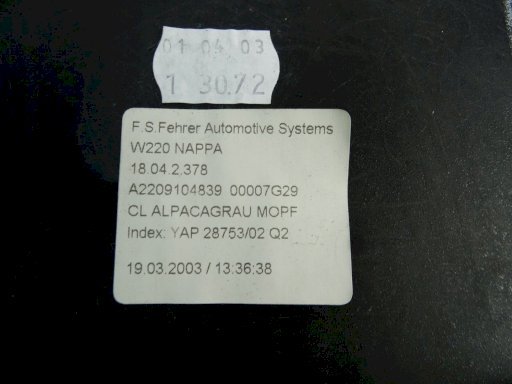 01 04 03
1 30.72
F.S.Fehrer Automotive Systems
W220 NAPPA
18.04.2.378
A2209104839 00007G29
CL ALPACAGRAU MOPF
Index: YAP 28753/02 Q2
19.03.2003 / 13:36:38